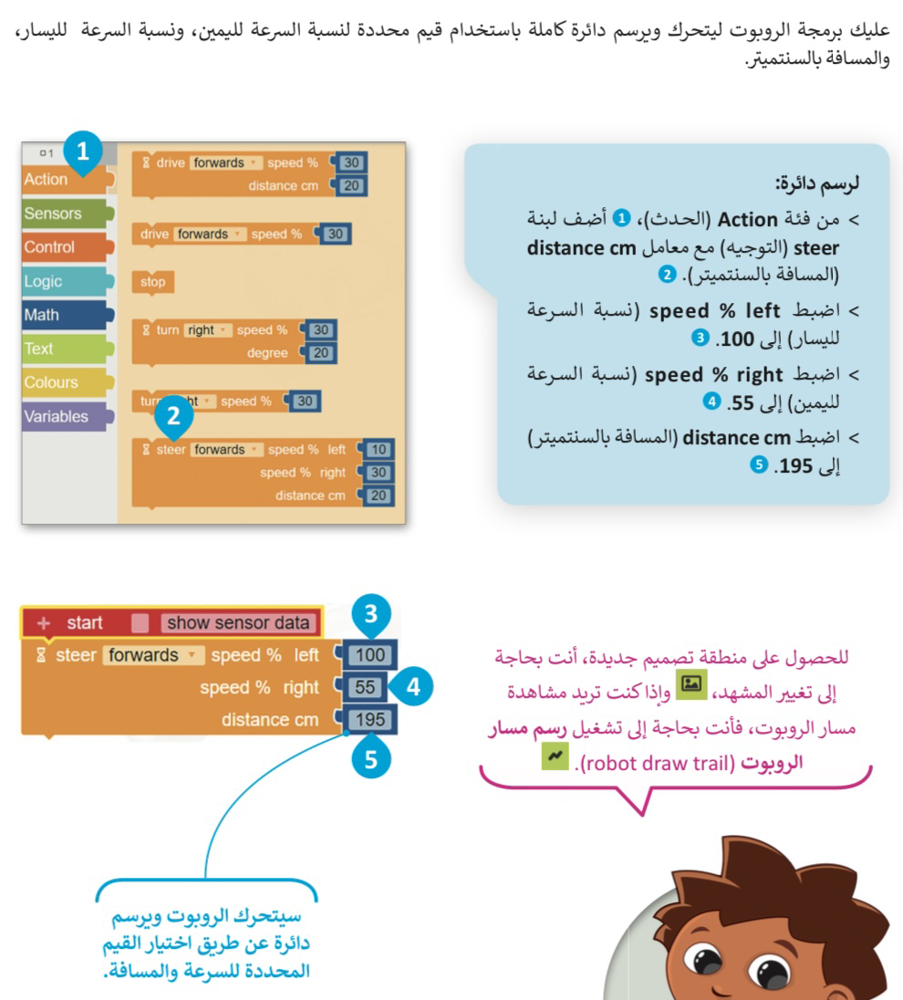 عليك برمجة الروبوت ليتحرك ويرسم دائرة كاملة باستخدام قيم محددة لنسبة السرعة لليمين، ونسبة السرعة لليسار،
والمسافة بالسنتميتر.
لرسم دائرة:
> من فئة Action (الحدث)، 1 أضف لبنة
steer (التوجيه) مع معامل distance cm
(المسافة بالسنتميتر). 2
> اضبط speed % left (نسبة السرعة
لليسار) إلى 100. 3
> اضبط speed % right (نسبة السرعة
لليمين) إلى 55. 4
> اضبط distance cm (المسافة بالسنتميتر)
إلى 195. 5
1
1
Action
Sensors
Control
Logic
Math
Text
Colours
Variables
drive forwards speed % 30
distance cm 20
drive forwards speed % 30
stop
turn right speed % 30
degree 20
turn ht speed % 30
2
steer forwards speed % left 10
speed % right 30
distance cm 20
+ start show sensor data
3
steer forwards speed % left 100
speed % right 55
4
distance cm 195
5
للحصول على منطقة تصميم جديدة، أنت بحاجة
إلى تغيير المشهد، وإذا كنت تريد مشاهدة
مسار الروبوت، فأنت بحاجة إلى تشغيل رسم مسار
الروبوت (robot draw trail).
سيتحرك الروبوت ويرسم
دائرة عن طريق اختيار القيم
المحددة للسرعة والمسافة.